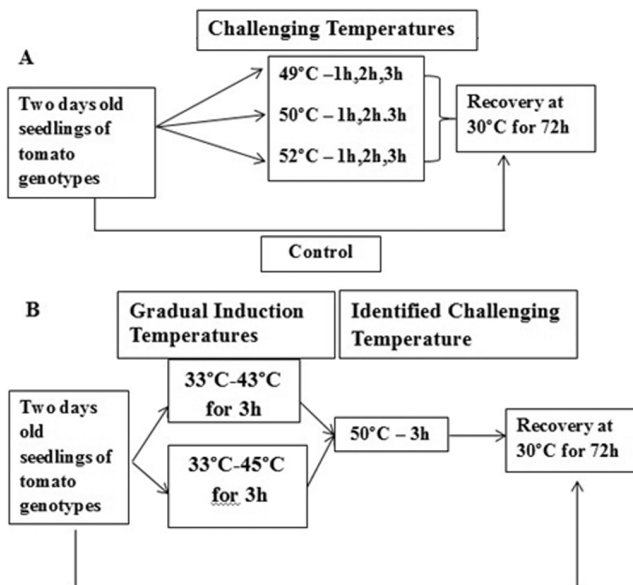 Challenging Temperatures
A
Two days old
seedlings of
tomato
genotypes
49°C –1h,2h,3h
50°C –1h,2h.3h
52°C –1h,2h,3h
Recovery at
30°C for 72h
Control
B
Gradual Induction
Temperatures
Identified Challenging
Temperature
Two days
old
seedlings of
tomato
genotypes
33°C-43°C
for 3h
33°C-45°C
for 3h
50°C – 3h
Recovery at
30°C for 72h